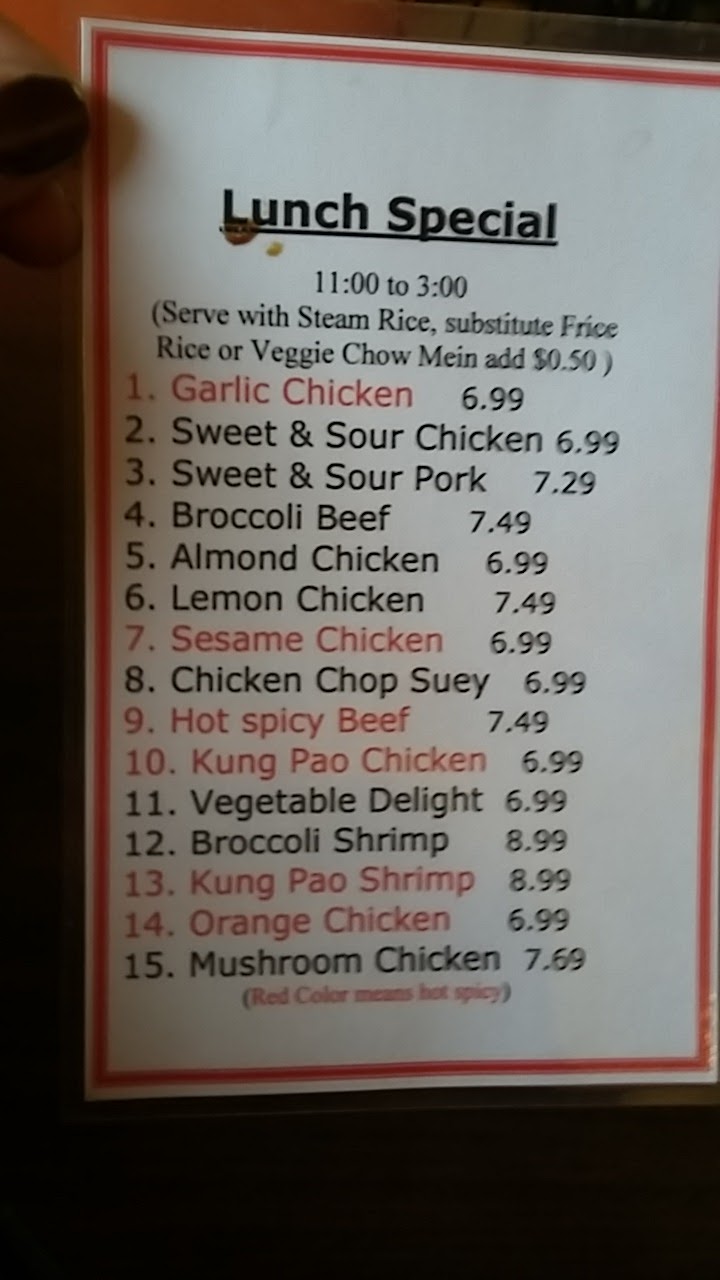 Lunch Special
11:00 to 3:00
(Serve with Steam Rice, substitute Frice
Rice or Veggie Chow Mein add $0.50 )
1. Garlic Chicken 6.99
2. Sweet & Sour Chicken 6.99
3. Sweet & Sour Pork 7.29
4. Broccoli Beef 7.49
5. Almond Chicken 6.99
6. Lemon Chicken 7.49
7. Sesame Chicken 6.99
8. Chicken Chop Suey 6.99
9. Hot spicy Beef 7.49
10. Kung Pao Chicken 6.99
11. Vegetable Delight 6.99
12. Broccoli Shrimp 8.99
13. Kung Pao Shrimp 8.99
14. Orange Chicken 6.99
15. Mushroom Chicken 7.69
(Red Color means hot spicy)